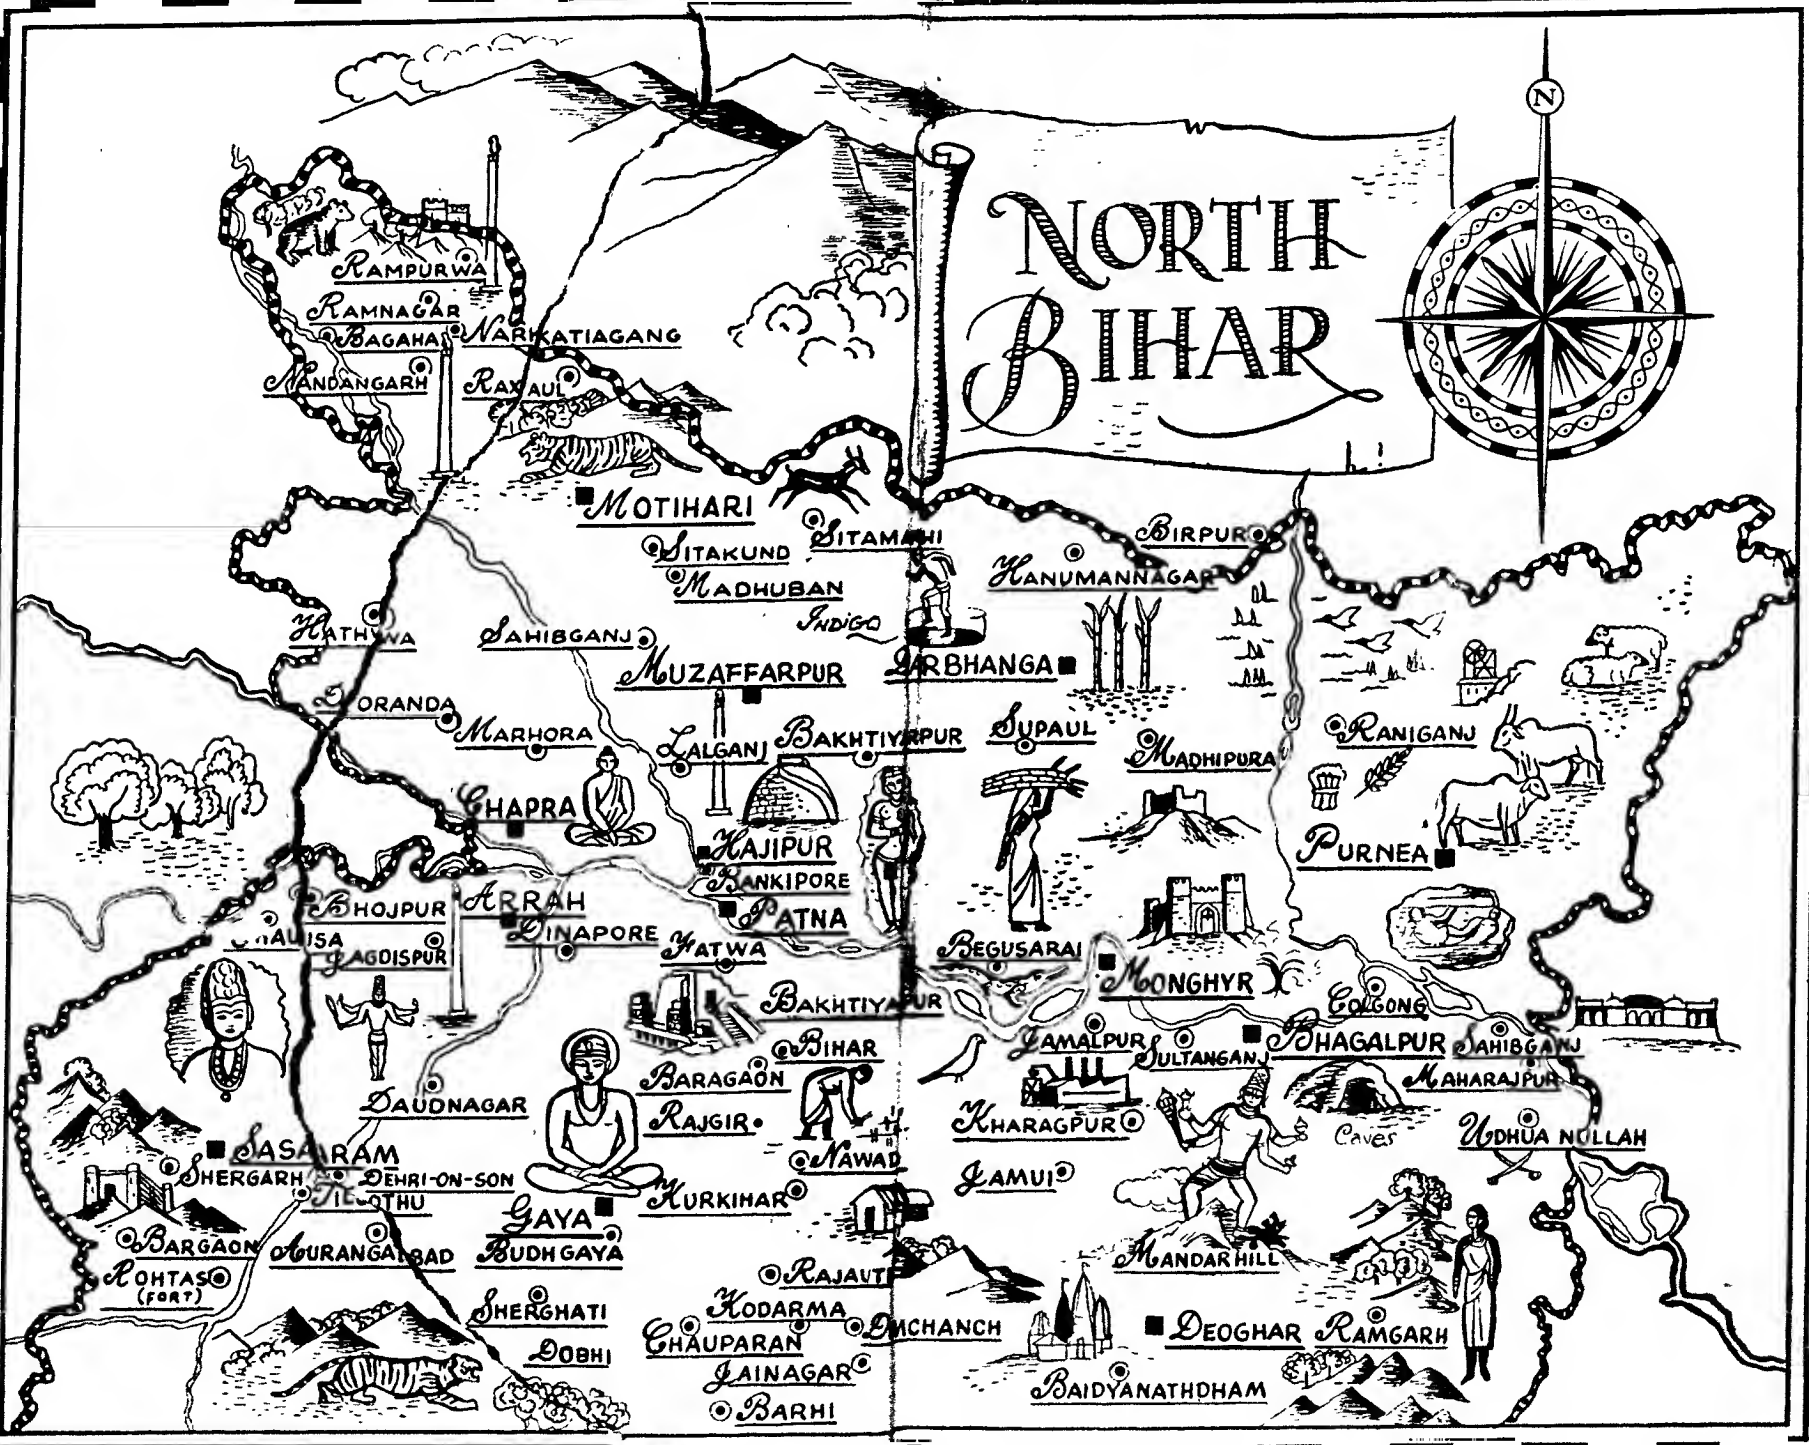 N
NORTH
BIHAR
RAMPURWA
RAMNAGAR
BAGAHA
NARKATIAGANG
NANDANGARH
RAXAUL
MOTIHARI
SITAMAHI
SITAKUND
MADHUBAN
INDIGO
BIRPUR
HANUMANNAGAR
HATHWA
SAHIBGANJ
MUZAFFARPUR
DARBHANGA
DORANDA
MARHORA
LALGANJ
BAKHTIYARPUR
SUPAUL
MADHIPURA
RANIGANJ
CHAPRA
HAJIPUR
BANKIPORE
PATNA
PURNEA
BHOJPUR
ARRAH
DINAPORE
FATWA
JAGDISPUR
BEGUSARAI
MONGHYR
COLGONG
BAKHTIYAPUR
BIHAR
BARAGAON
RAJGIR
JAMALPUR
SULTANGANJ
BHAGALPUR
SAHIBGANJ
MAHARAJPUR
DAUDNAGAR
KHARAGPUR
Caves
UDHUA NULLAH
SASARAM
SHERGARH
DEHRI-ON-SON
NAWAD
JAMUI
KURKIHAR
GAYA
BUDHGAYA
BARGAON
AURANGABAD
ROHTAS
(FORT)
MANDAR HILL
RAJAULI
SHERGHATI
KODARMA
CHAUPARAN
DMCHANCH
DEOGHAR
RAMGARH
DOBHI
JAINAGAR
BAIDYANATHDHAM
BARHI